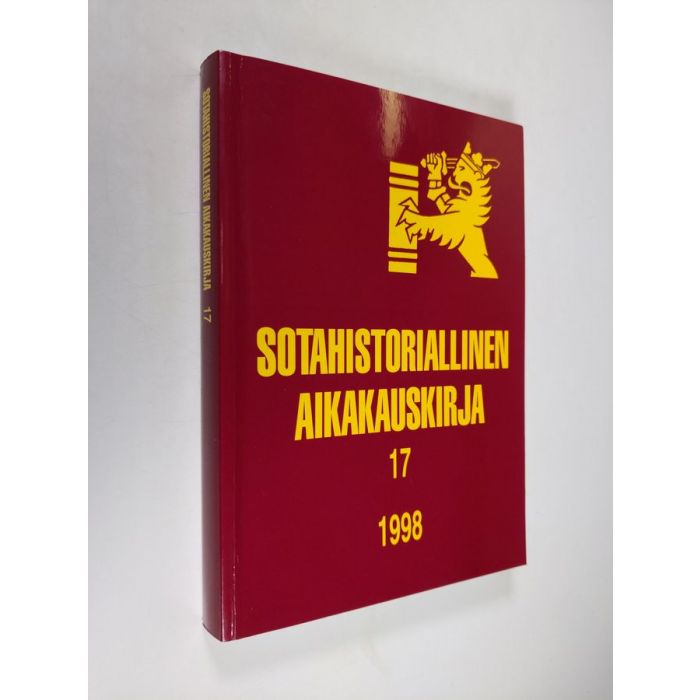 SOTAHISTORIALLINEN AIKAKAUSKIRJA 17
SOTAHISTORIALLINEN
AIKAKAUSKIRJA
17
1998